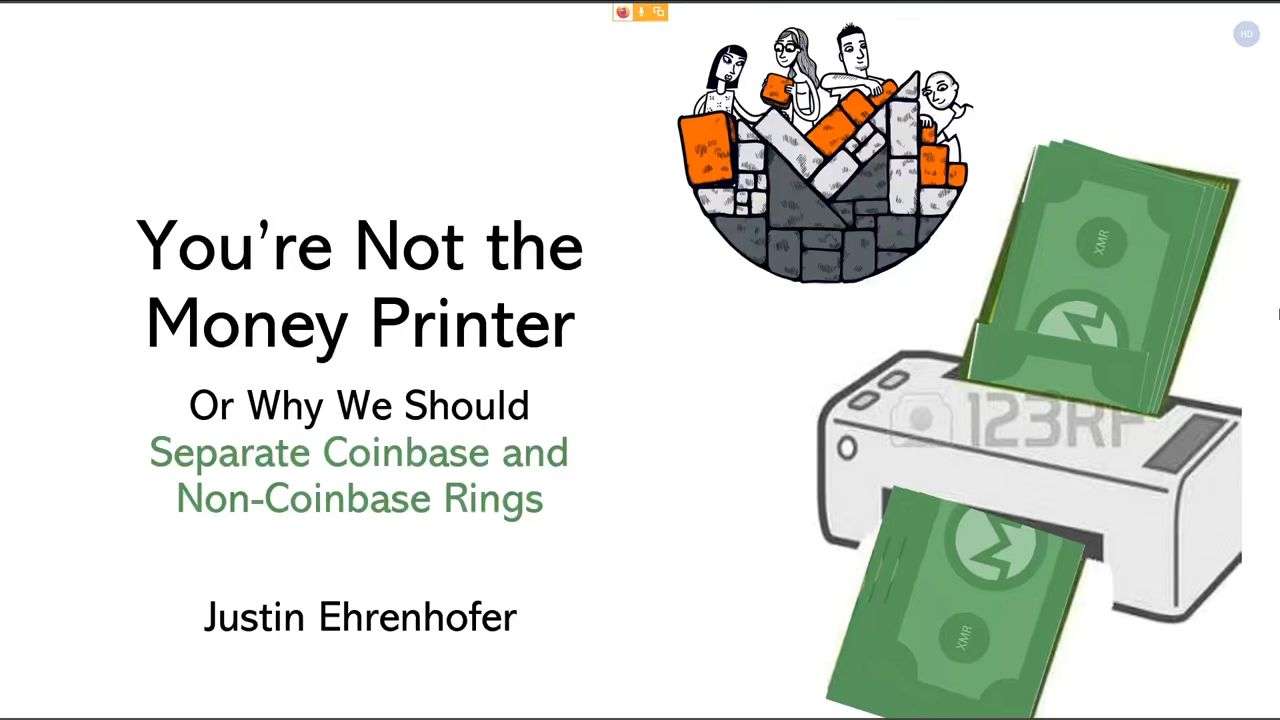 HD
You’re Not the
Money Printer
Or Why We Should
Separate Coinbase and
Non-Coinbase Rings
Justin Ehrenhofer
XMR
123RF
XMR